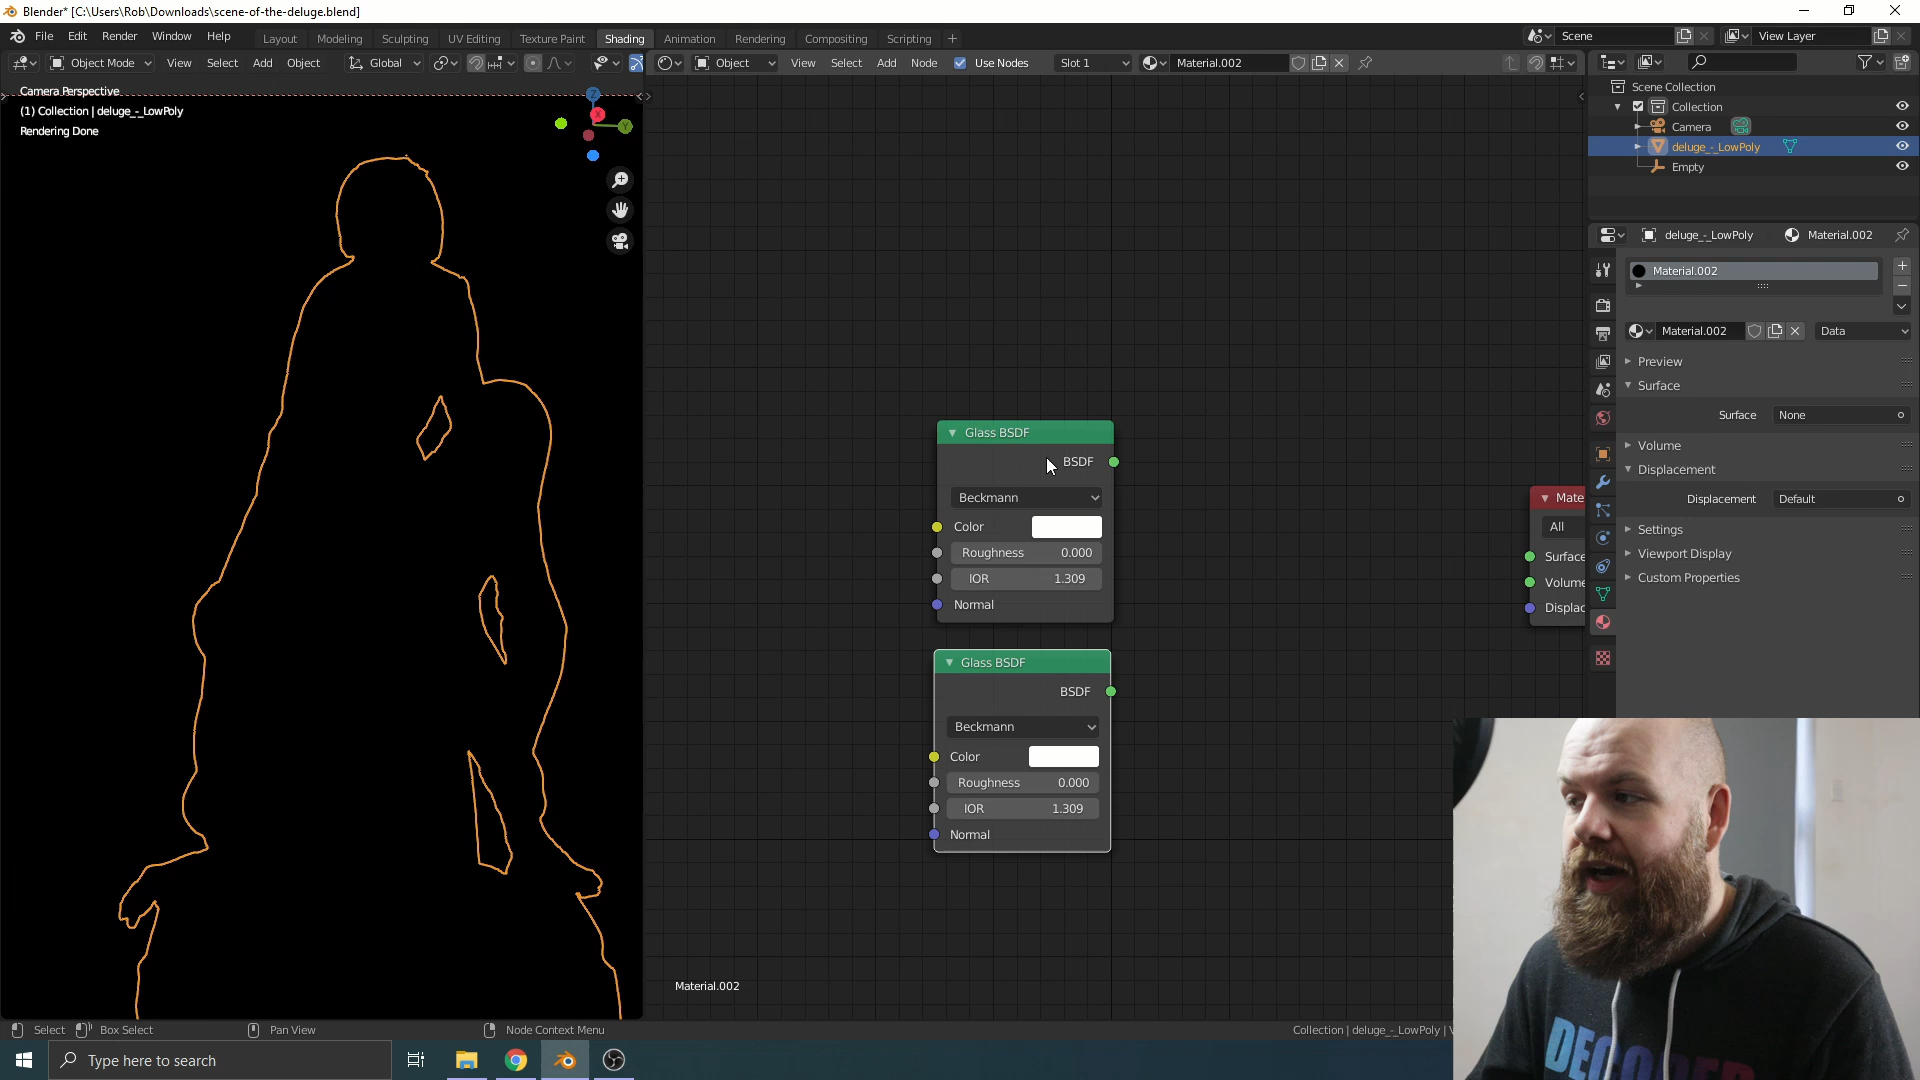 Blender* [C:\Users\Rob\Downloads\scene-of-the-deluge.blend]
File Edit Render Window Help Layout Modeling Sculpting UV Editing Texture Paint Shading Animation Rendering Compositing Scripting + Scene View Layer
Object Mode View Select Add Object Global Object View Select Add Node Use Nodes Slot 1 Material.002
Camera Perspective
(1) Collection | deluge_-_LowPoly
Rendering Done
Z
X
Y
Scene Collection
Collection
Camera
deluge_-_LowPoly
Empty
deluge_-_LowPoly Material.002
Material.002
Material.002 Data
Preview
Surface
Surface None
Volume
Displacement
Displacement Default
Settings
Viewport Display
Custom Properties
Glass BSDF
BSDF
Beckmann
Color
Roughness 0.000
IOR 1.309
Normal
Glass BSDF
BSDF
Beckmann
Color
Roughness 0.000
IOR 1.309
Normal
Mate
All
Surface
Volume
Displac
Material.002
Select Box Select Pan View Node Context Menu Collection | deluge_-_LowPoly |
Type here to search